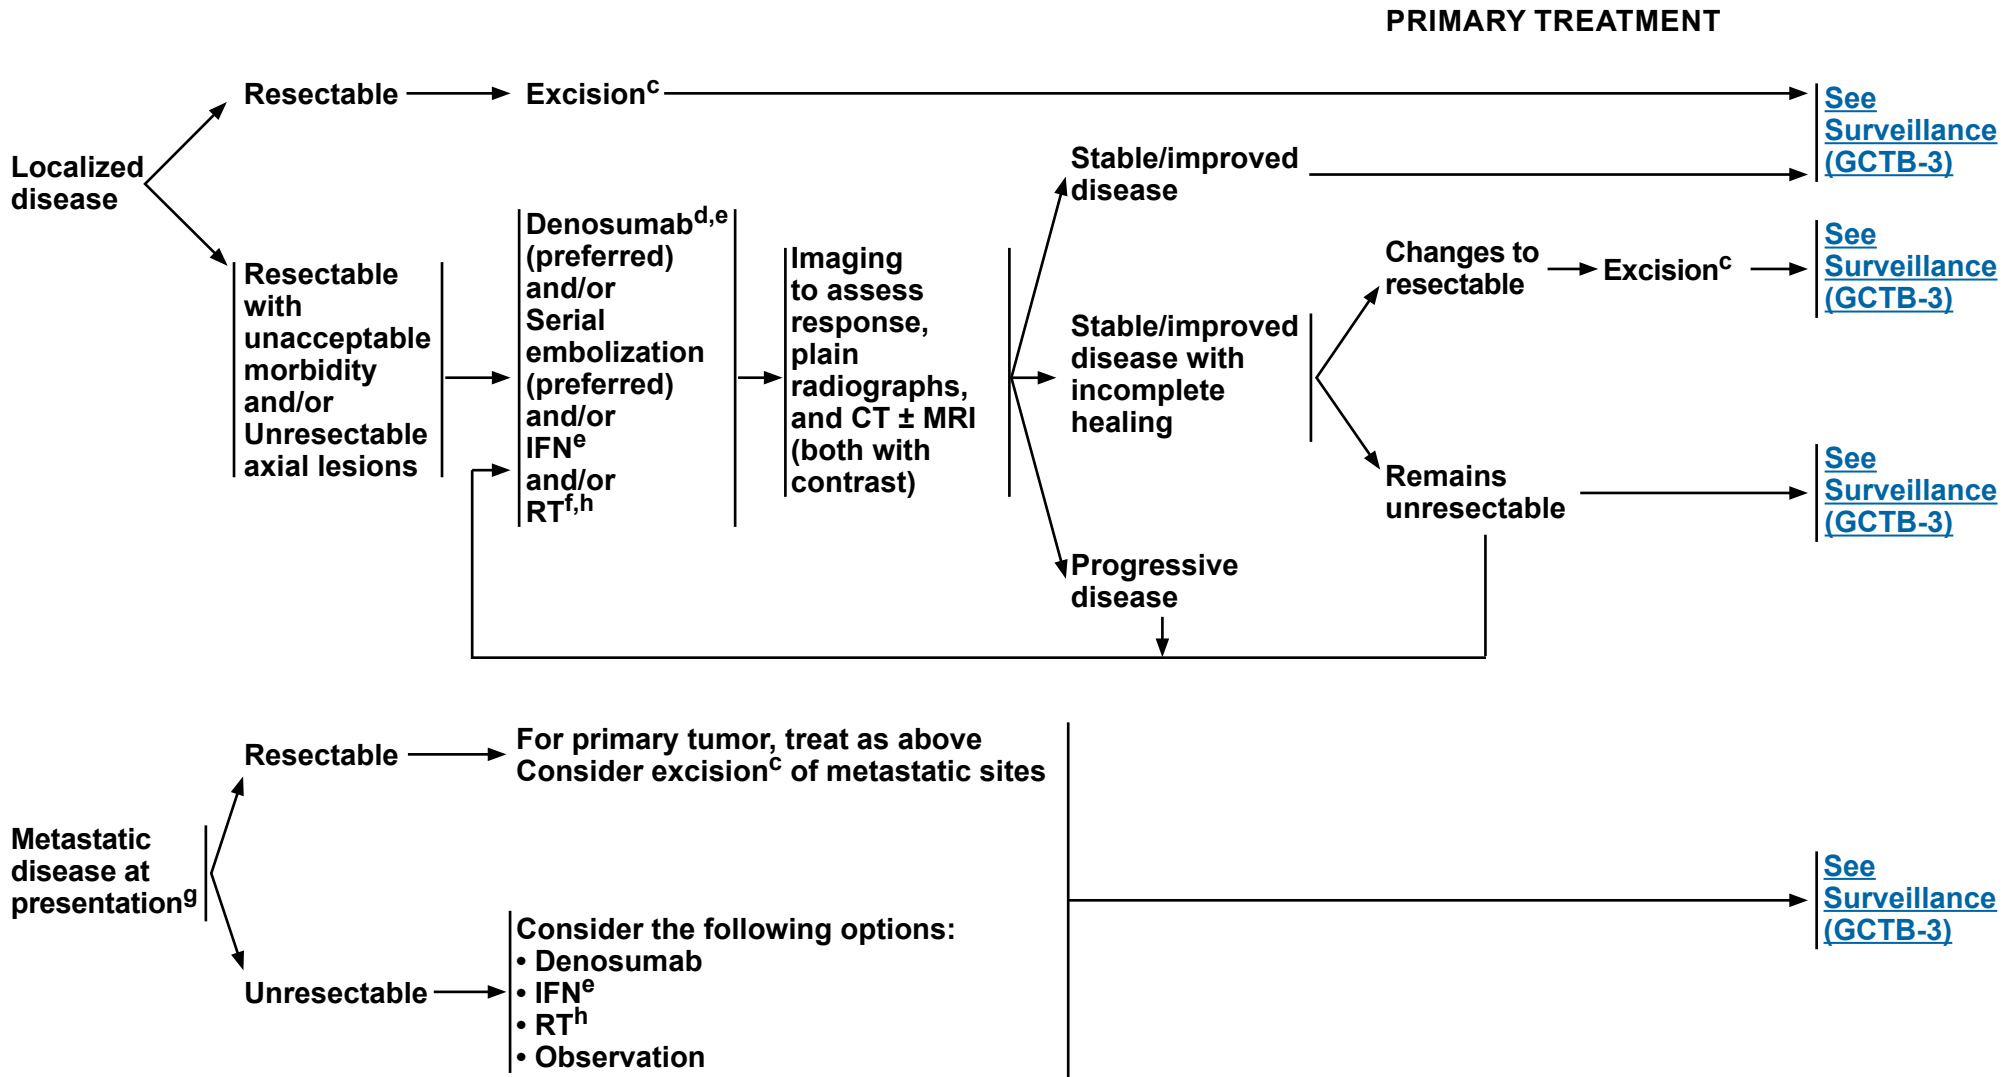 PRIMARY TREATMENT
Localized
disease
Resectable
Excisionc
See
Surveillance
(GCTB-3)
Resectable
with
unacceptable
morbidity
and/or
Unresectable
axial lesions
Denosumabd,e
(preferred)
and/or
Serial
embolization
(preferred)
and/or
IFNe
and/or
RTf,h
Imaging
to assess
response,
plain
radiographs,
and CT ± MRI
(both with
contrast)
Stable/improved
disease
Stable/improved
disease with
incomplete
healing
Changes to
resectable
Excisionc
See
Surveillance
(GCTB-3)
Remains
unresectable
See
Surveillance
(GCTB-3)
Progressive
disease
Metastatic
disease at
presentationg
Resectable
For primary tumor, treat as above
Consider excisionc of metastatic sites
Unresectable
Consider the following options:
• Denosumab
• IFNe
• RTh
• Observation
See
Surveillance
(GCTB-3)